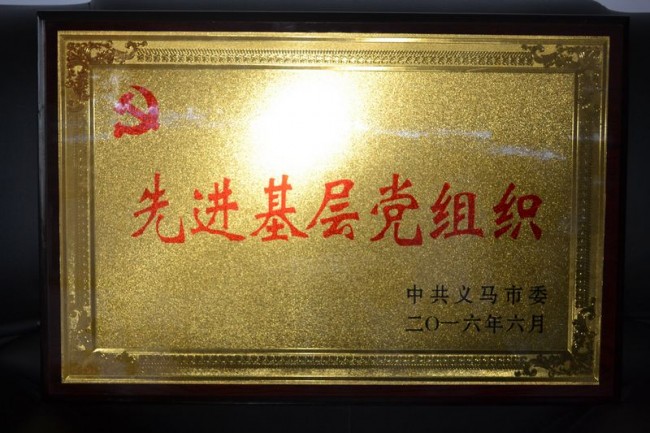 先进基层党组织
中共义马市委
二〇一六年六月